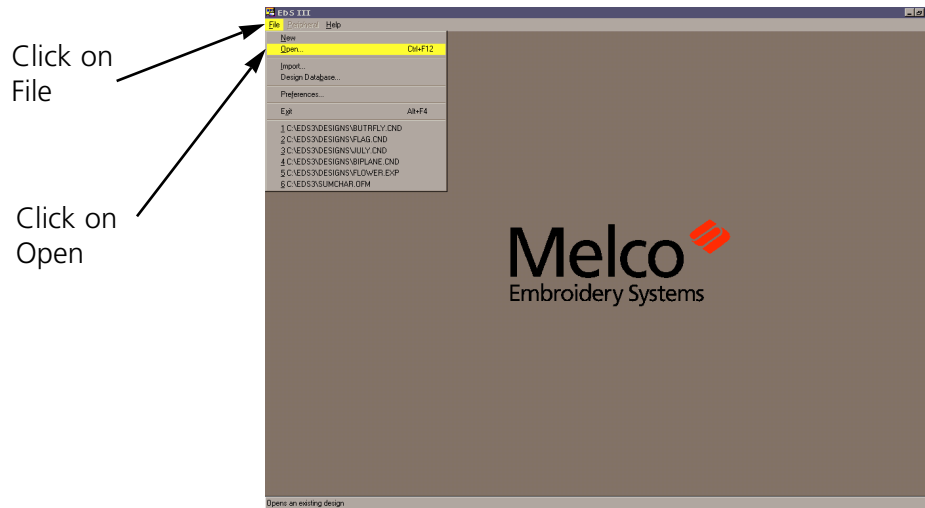 EDS III
File Peripheral Help
Click on
File
New
Open... Ctrl+F12
Import...
Design Database...
Preferences...
Exit Alt+F4
1 C:\EDS3\DESIGNS\BUTRFLY.CND
2 C:\EDS3\DESIGNS\FLAG.CND
3 C:\EDS3\DESIGNS\JULY.CND
4 C:\EDS3\DESIGNS\BIPLANE.CND
5 C:\EDS3\DESIGNS\FLOWER.EXP
6 C:\EDS3\SUMCHAR.OFM
Click on
Open
Melco
Embroidery Systems
Opens an existing design